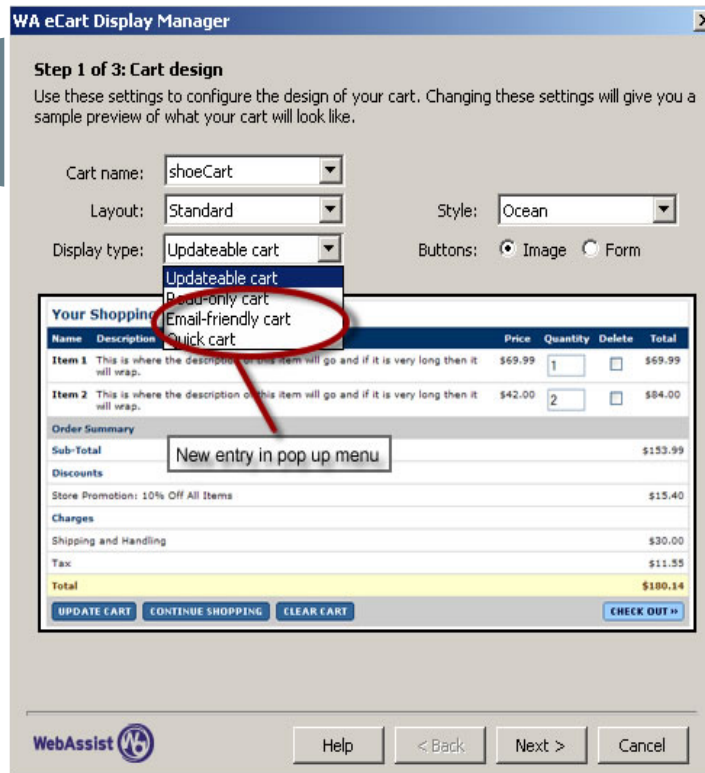 WA eCart Display Manager
Step 1 of 3: Cart design
Use these settings to configure the design of your cart. Changing these settings will give you a
sample preview of what your cart will look like.
Cart name: shoeCart
Layout: Standard Style: Ocean
Display type: Updateable cart Buttons: Image Form
Updateable cart
Read-only cart
Email-friendly cart
Quick cart
Your Shopping
Name Description Price Quantity Delete Total
Item 1 This is where the description of this item will go and if it is very long then it $69.99 1 $69.99
will wrap.
Item 2 This is where the description of this item will go and if it is very long then it $42.00 2 $84.00
will wrap.
Order Summary
Sub-Total $153.99
New entry in pop up menu
Discounts
Store Promotion: 10% Off All Items $15.40
Charges
Shipping and Handling $30.00
Tax $11.55
Total $180.14
UPDATE CART CONTINUE SHOPPING CLEAR CART CHECK OUT »
WebAssist Help < Back Next > Cancel